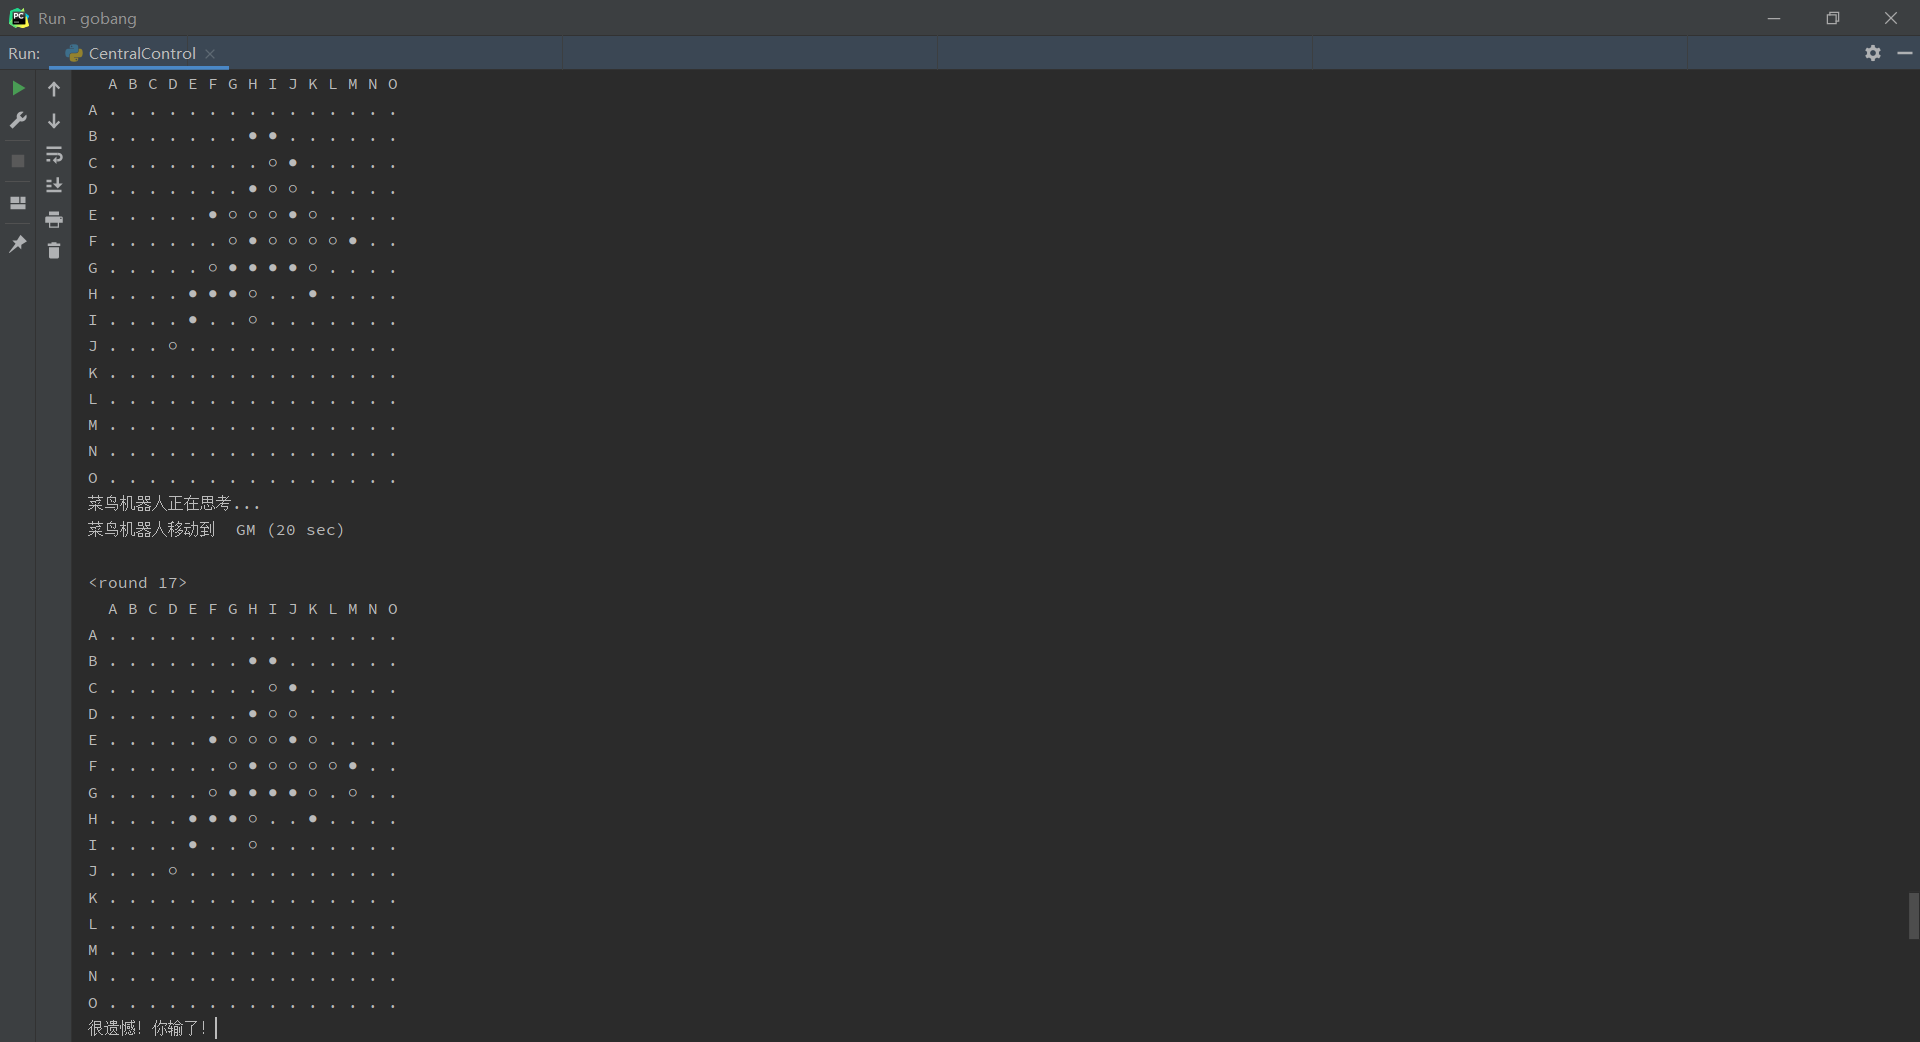 Run - gobang
Run: CentralControl
  A B C D E F G H I J K L M N O
A . . . . . . . . . . . . . . .
B . . . . . . . ● ● . . . . . .
C . . . . . . . . ○ ● . . . . .
D . . . . . . . ● ○ ○ . . . . .
E . . . . . ● ○ ○ ○ ● ○ . . . .
F . . . . . . ○ ● ○ ○ ○ ○ ● . .
G . . . . . ○ ● ● ● ● ○ . . . .
H . . . . ● ● ● ○ . . ● . . . .
I . . . . ● . . ○ . . . . . . .
J . . . ○ . . . . . . . . . . .
K . . . . . . . . . . . . . . .
L . . . . . . . . . . . . . . .
M . . . . . . . . . . . . . . .
N . . . . . . . . . . . . . . .
O . . . . . . . . . . . . . . .
菜鸟机器人正在思考...
菜鸟机器人移动到  GM (20 sec)
<round 17>
  A B C D E F G H I J K L M N O
A . . . . . . . . . . . . . . .
B . . . . . . . ● ● . . . . . .
C . . . . . . . . ○ ● . . . . .
D . . . . . . . ● ○ ○ . . . . .
E . . . . . ● ○ ○ ○ ● ○ . . . .
F . . . . . . ○ ● ○ ○ ○ ○ ● . .
G . . . . . ○ ● ● ● ● ○ . ○ . .
H . . . . ● ● ● ○ . . ● . . . .
I . . . . ● . . ○ . . . . . . .
J . . . ○ . . . . . . . . . . .
K . . . . . . . . . . . . . . .
L . . . . . . . . . . . . . . .
M . . . . . . . . . . . . . . .
N . . . . . . . . . . . . . . .
O . . . . . . . . . . . . . . .
很遗憾! 你输了!